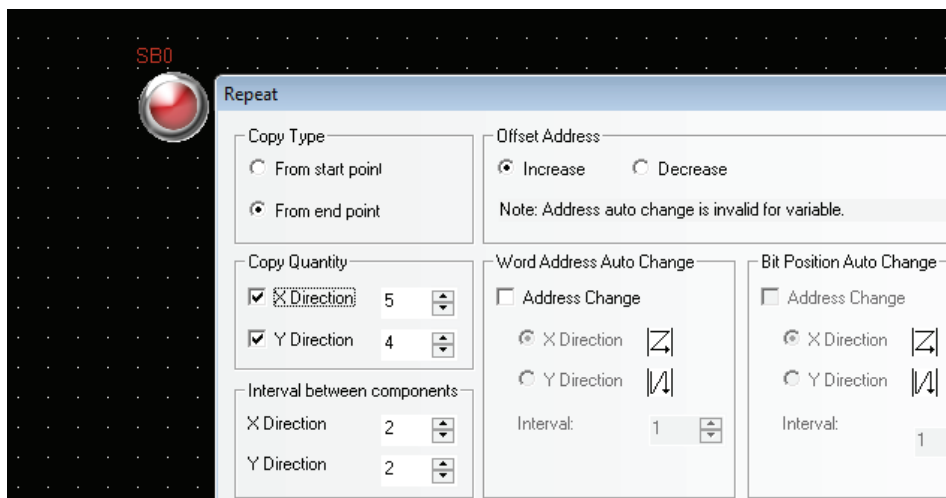 SB0
Repeat
Copy Type
From start point
From end point
Offset Address
Increase Decrease
Note: Address auto change is invalid for variable.
Copy Quantity
X Direction 5
Y Direction 4
Interval between components
X Direction 2
Y Direction 2
Word Address Auto Change
Address Change
X Direction
Y Direction
Interval: 1
Bit Position Auto Change
Address Change
X Direction
Y Direction
Interval: 1